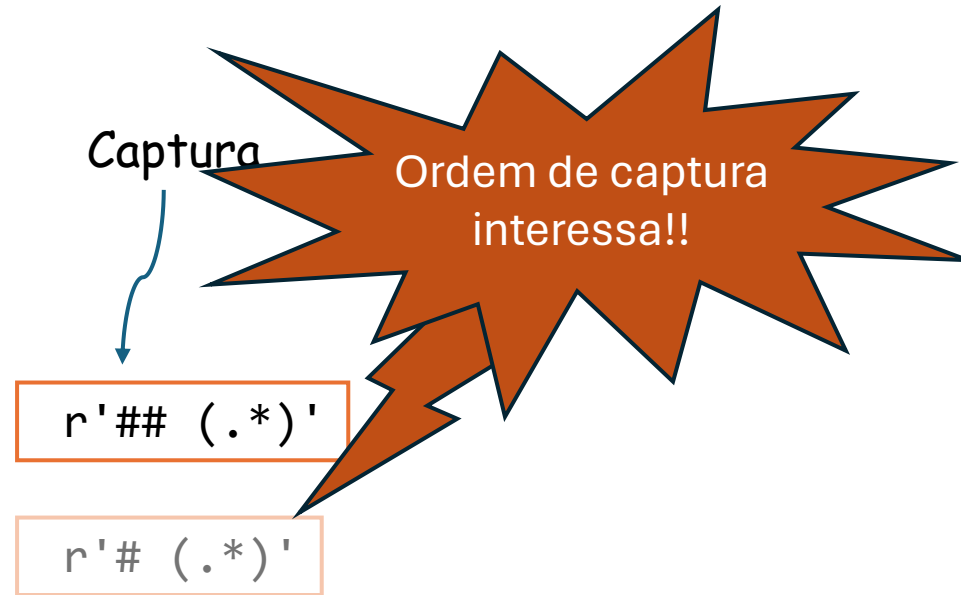 Captura
Ordem de captura
interessa!!
r'## (.*)'
r'# (.*)'